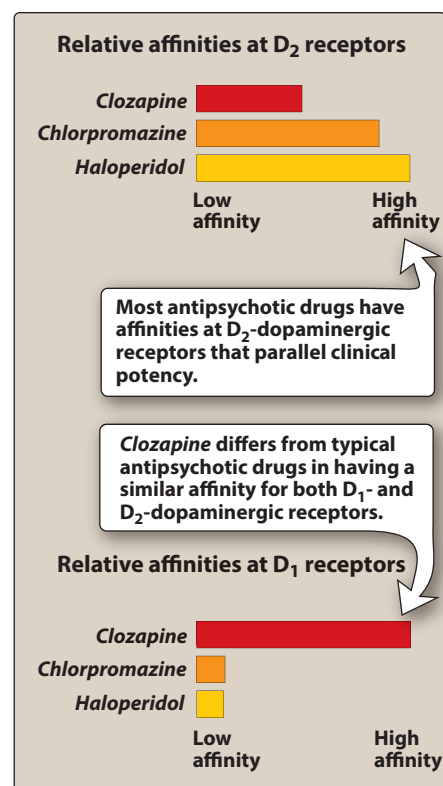 Relative affinities at D2 receptors
Clozapine
Chlorpromazine
Haloperidol
Low affinity
High affinity
Most antipsychotic drugs have
affinities at D2-dopaminergic
receptors that parallel clinical
potency.
Clozapine differs from typical
antipsychotic drugs in having a
similar affinity for both D1- and
D2-dopaminergic receptors.
Relative affinities at D1 receptors
Clozapine
Chlorpromazine
Haloperidol
Low affinity
High affinity